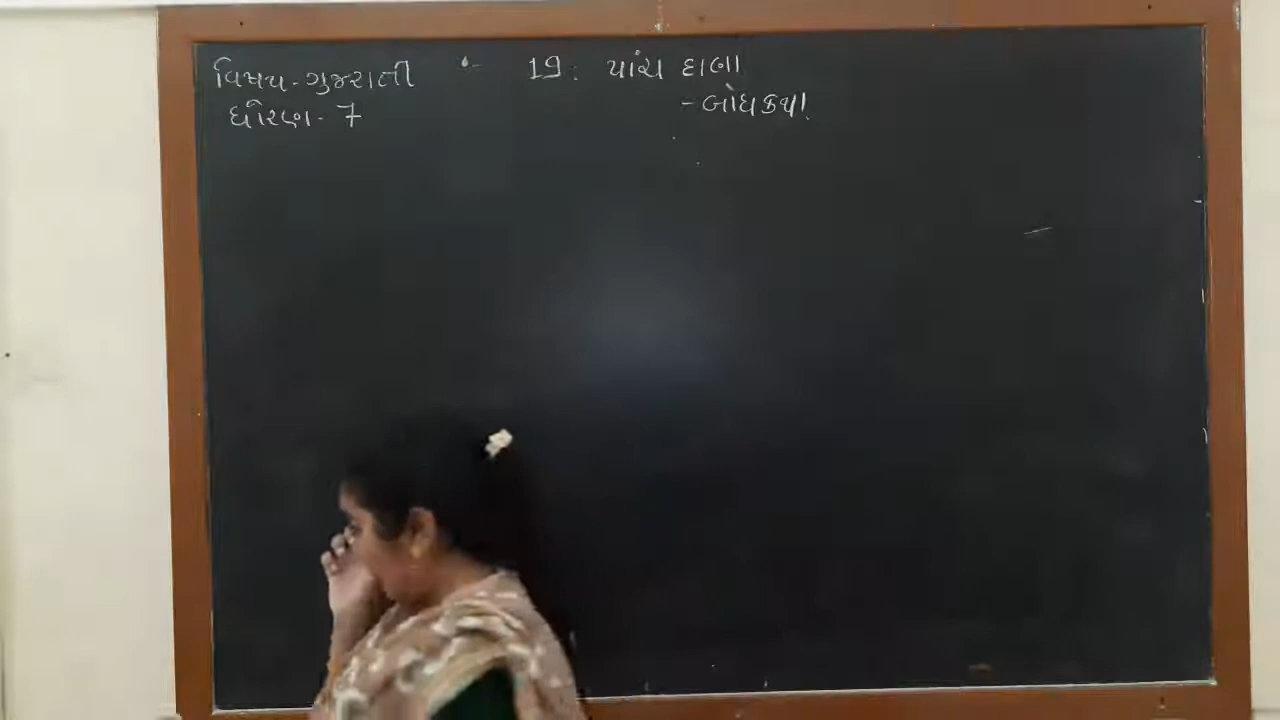 વિષય - ગુજરાતી
ધોરણ - 7
19: પાંચ દાણા
- બોધકથા